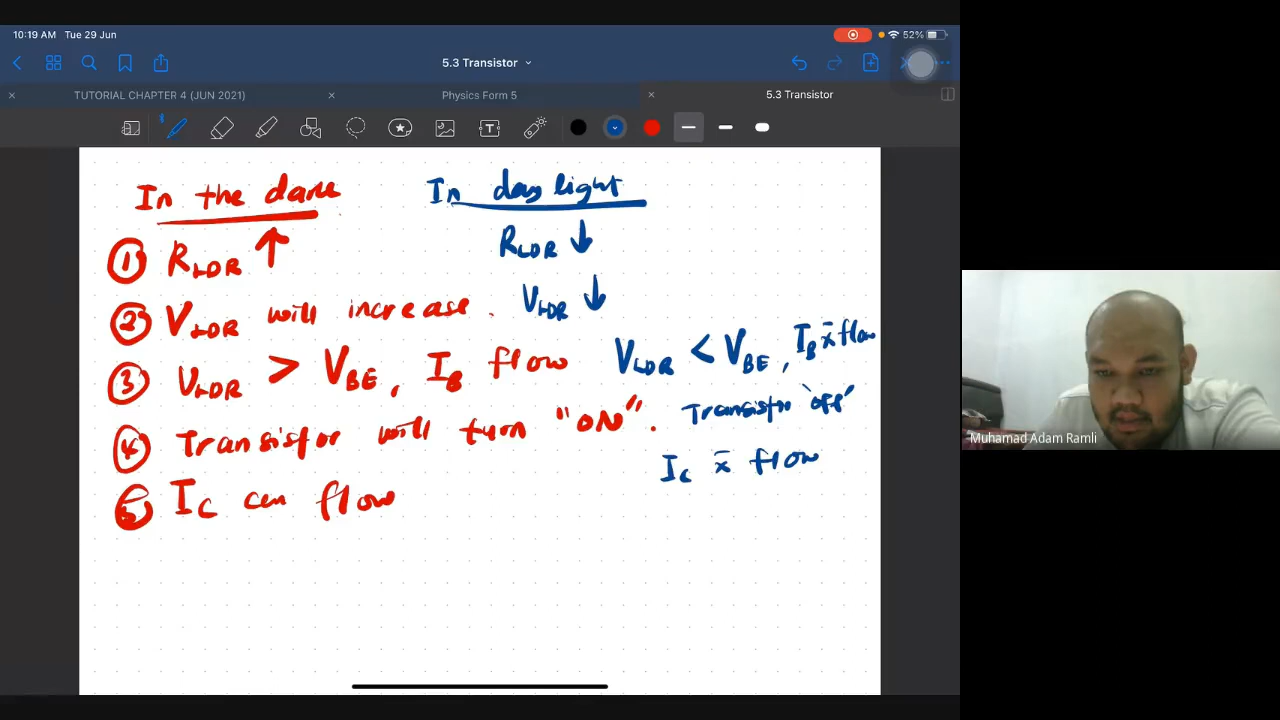 10:19 AM Tue 29 Jun
52%
5.3 Transistor
TUTORIAL CHAPTER 4 (JUN 2021)
Physics Form 5
5.3 Transistor
In the dark
① R_LDR ↑
② V_LDR will increase.
③ V_LDR > V_BE, I_B flow
④ Transistor will turn "ON".
⑤ I_C can flow
In day light
R_LDR ↓
V_LDR ↓
V_LDR < V_BE, I_B x̄ flow
Transistor 'off'
I_C x̄ flow
Muhamad Adam Ramli